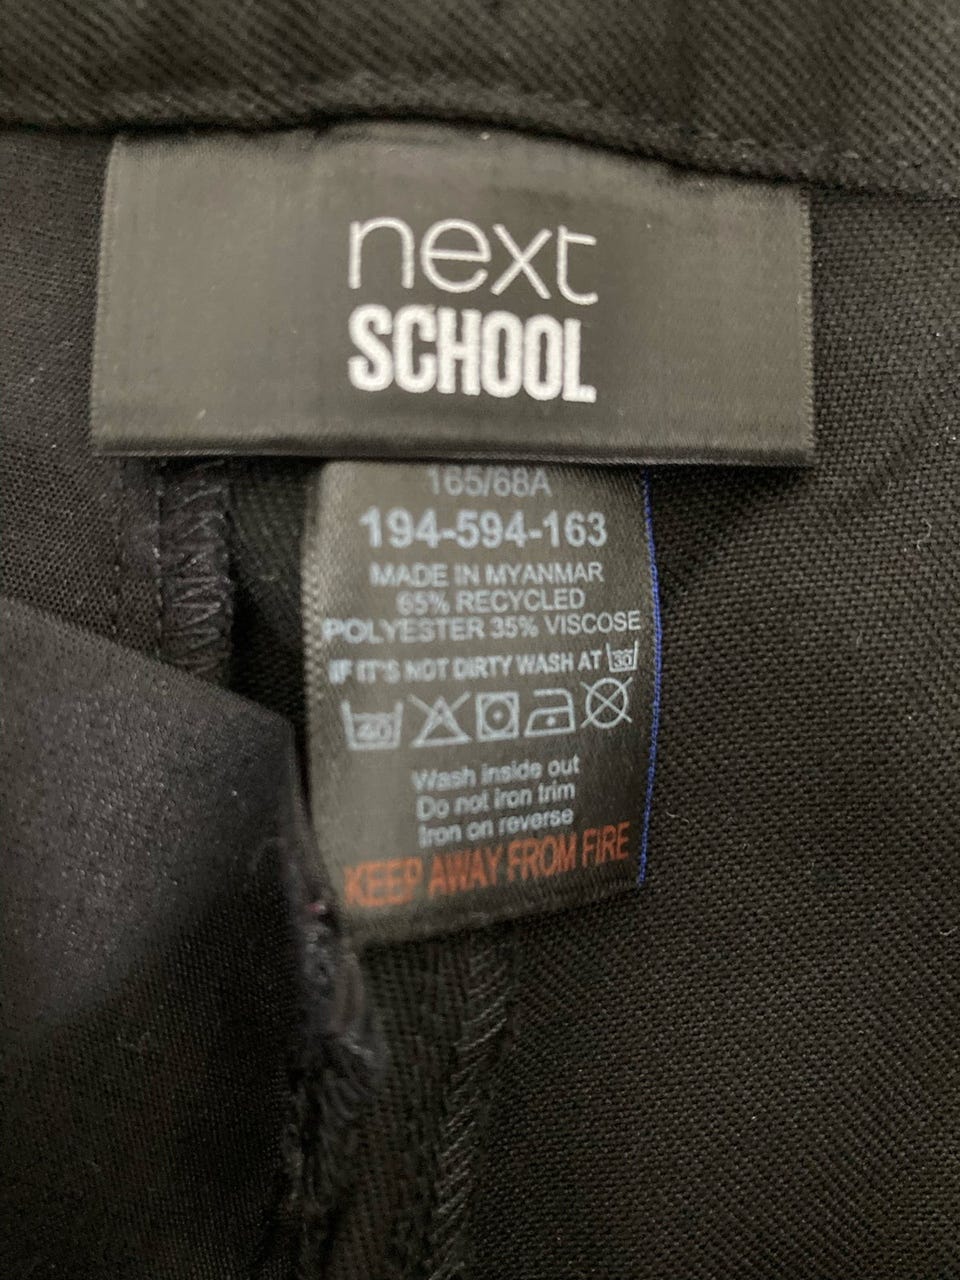 next
SCHOOL
165/68A
194-594-163
MADE IN MYANMAR
65% RECYCLED
POLYESTER 35% VISCOSE
IF IT'S NOT DIRTY WASH AT 30
40
Wash inside out
Do not iron trim
Iron on reverse
KEEP AWAY FROM FIRE